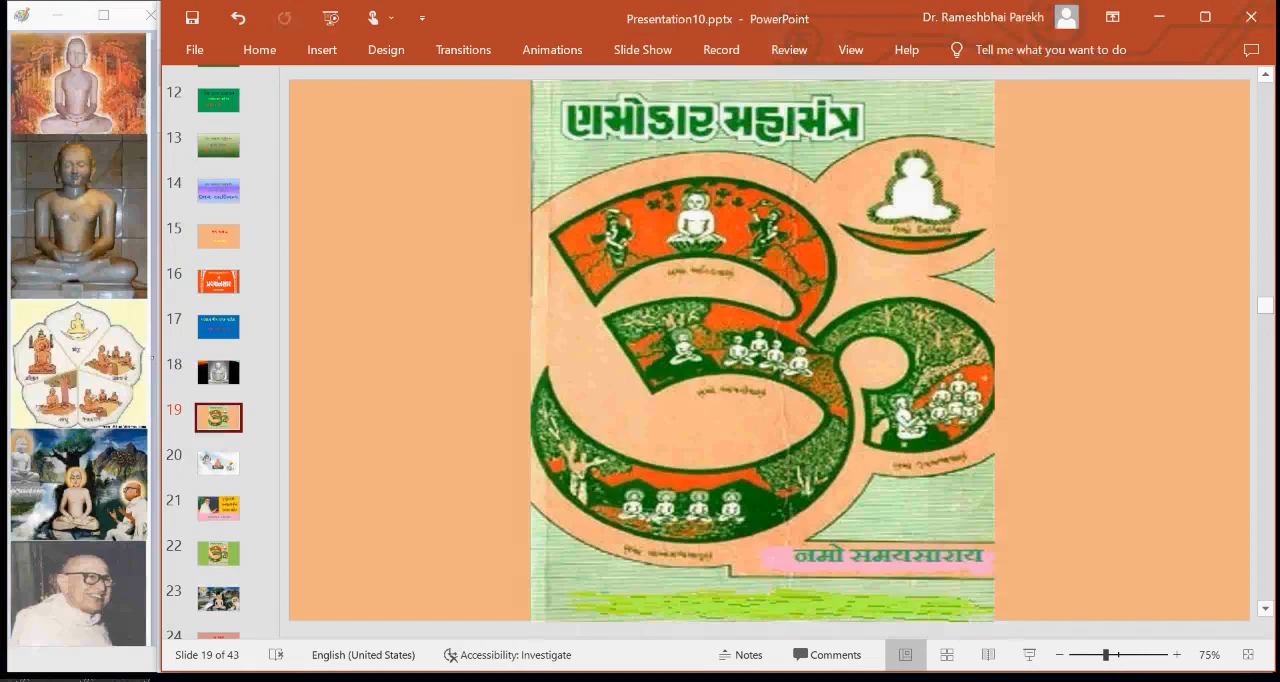 Presentation10.pptx - PowerPoint
Dr. Rameshbhai Parekh
File Home Insert Design Transitions Animations Slide Show Record Review View Help Tell me what you want to do
12
13
14
15
16
17
18
19
20
21
22
23
24
ણમોકાર મહામંત્ર
નમો સમયસારાય
Slide 19 of 43 English (United States) Accessibility: Investigate Notes Comments 75%